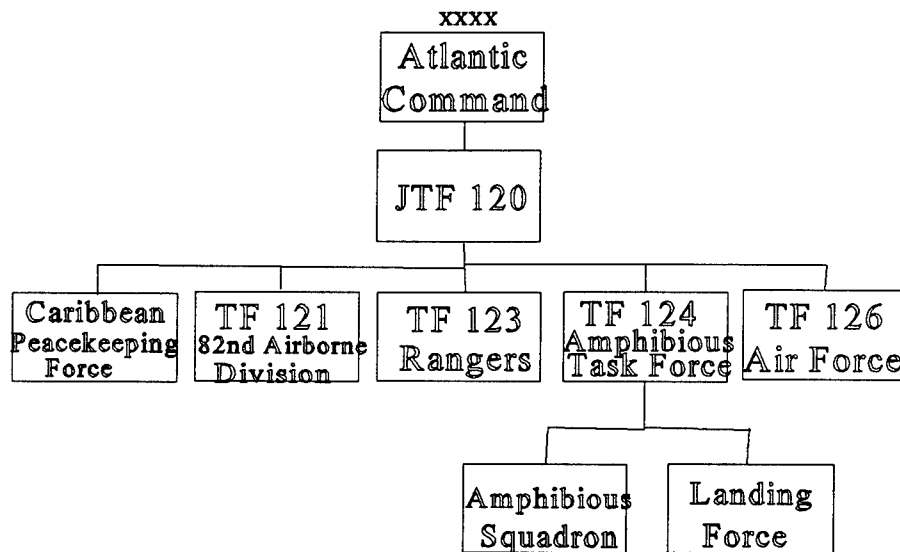 xxxx
Atlantic
Command
JTF 120
Caribbean
Peacekeeping
Force
TF 121
82nd Airborne
Division
TF 123
Rangers
TF 124
Amphibious
Task Force
TF 126
Air Force
Amphibious
Squadron
Landing
Force